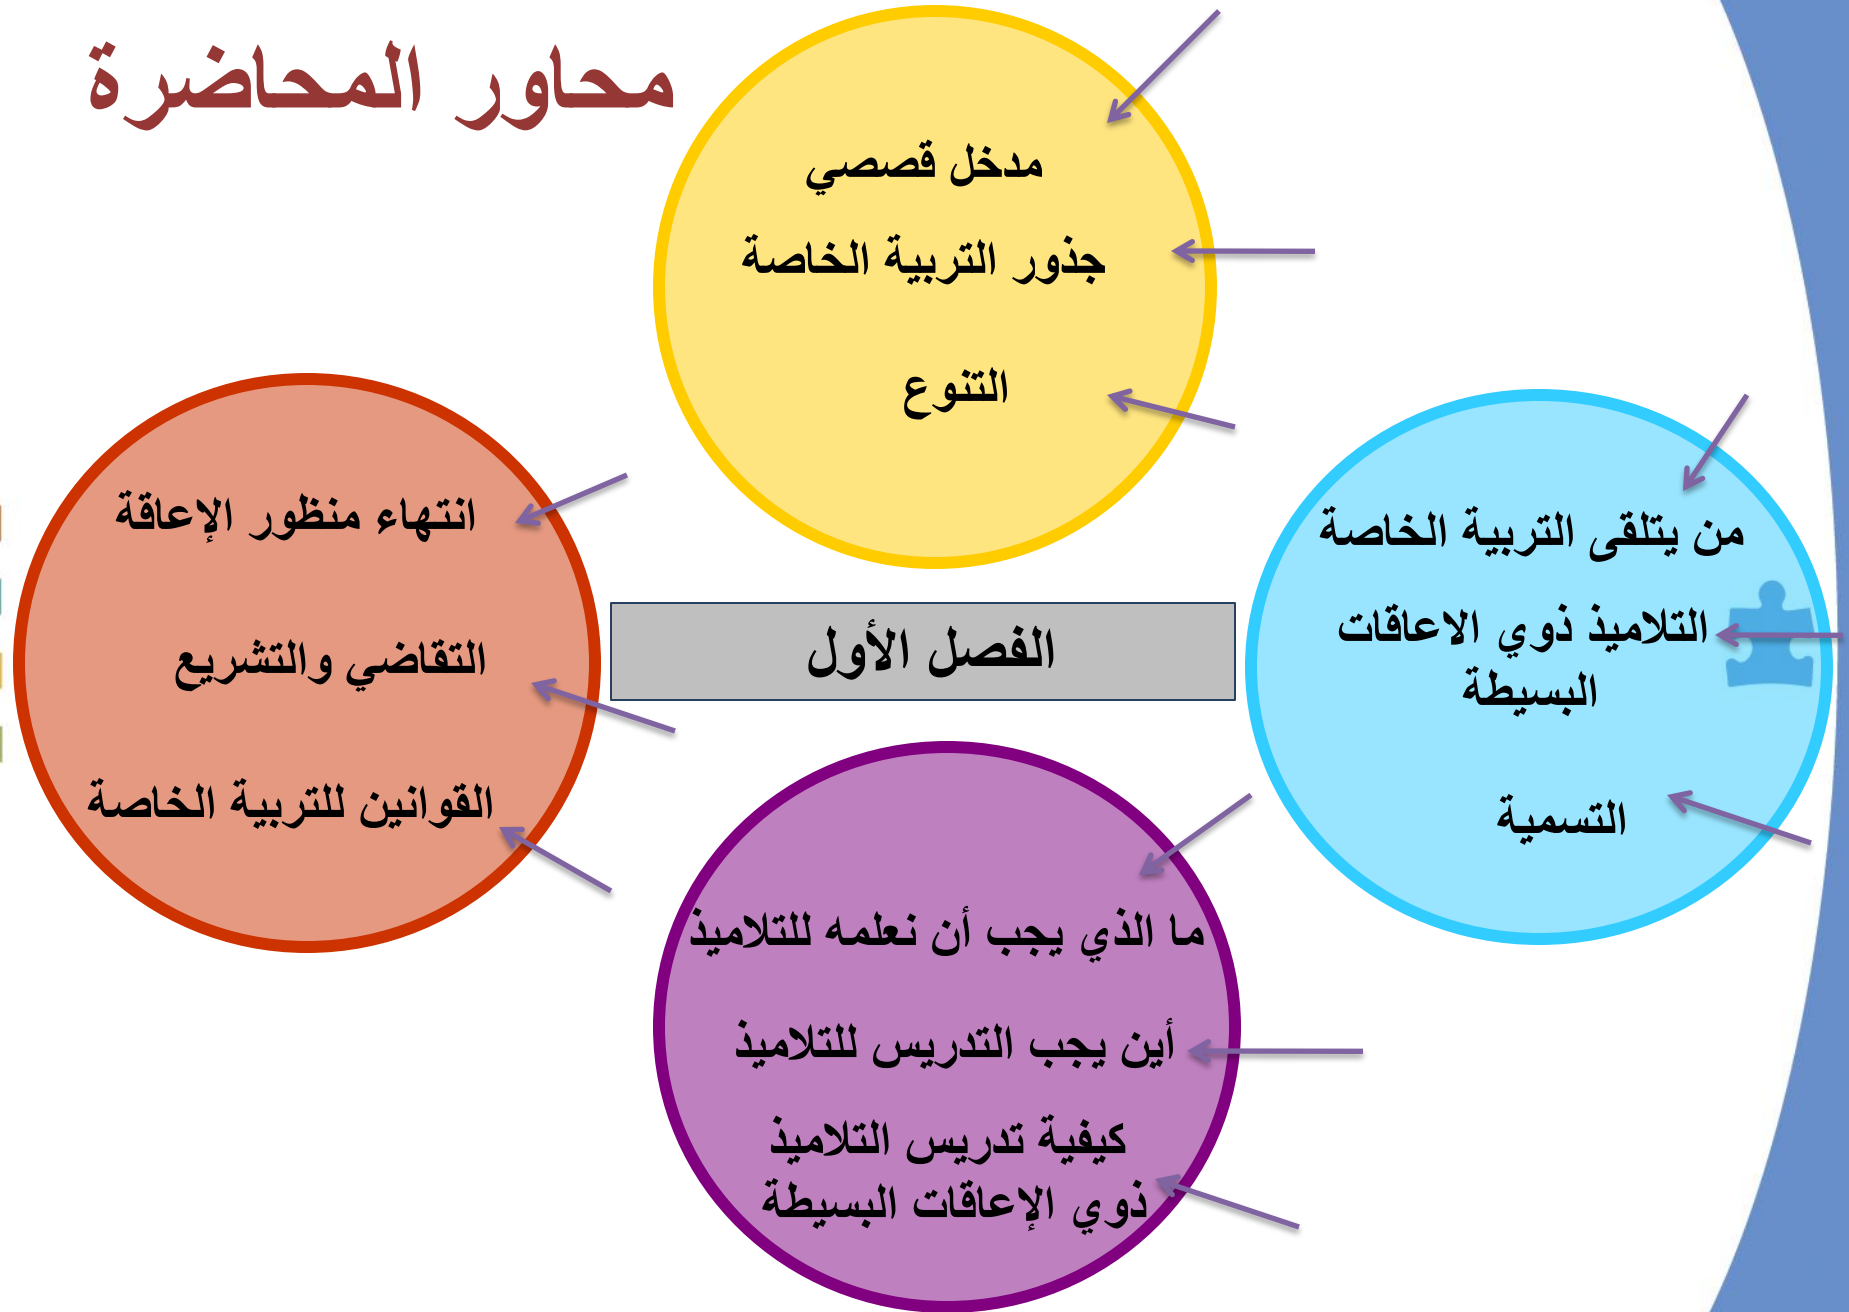 محاور المحاضرة
مدخل قصصي
جذور التربية الخاصة
التنوع
من يتلقى التربية الخاصة
التلاميذ ذوي الاعاقات
البسيطة
التسمية
الفصل الأول
انتهاء منظور الإعاقة
التقاضي والتشريع
القوانين للتربية الخاصة
ما الذي يجب أن نعلمه للتلاميذ
أين يجب التدريس للتلاميذ
كيفية تدريس التلاميذ
ذوي الإعاقات البسيطة